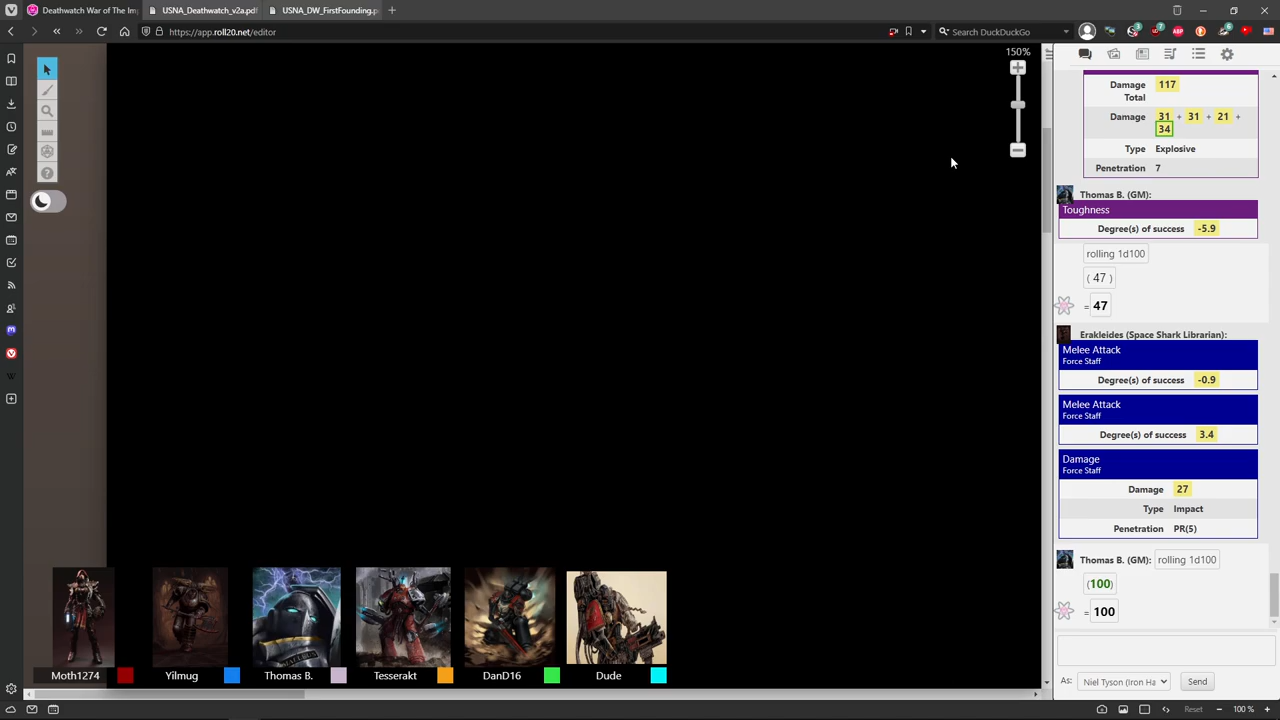 Deathwatch War of The Im
USNA_Deathwatch_v2a.pdf
USNA_DW_FirstFounding.p
https://app.roll20.net/editor
Search DuckDuckGo
150%
Damage Total
117
Damage
31 + 31 + 21 +
34
Type
Explosive
Penetration
7
Thomas B. (GM):
Toughness
Degree(s) of success -5.9
rolling 1d100
( 47 )
= 47
Erakleides (Space Shark Librarian):
Melee Attack
Force Staff
Degree(s) of success -0.9
Melee Attack
Force Staff
Degree(s) of success 3.4
Damage
Force Staff
Damage 27
Type Impact
Penetration PR(5)
Thomas B. (GM): rolling 1d100
(100)
= 100
Moth1274
Yilmug
Thomas B.
Tesserakt
DanD16
Dude
As: Niel Tyson (Iron Ha
Send
Reset
100 %